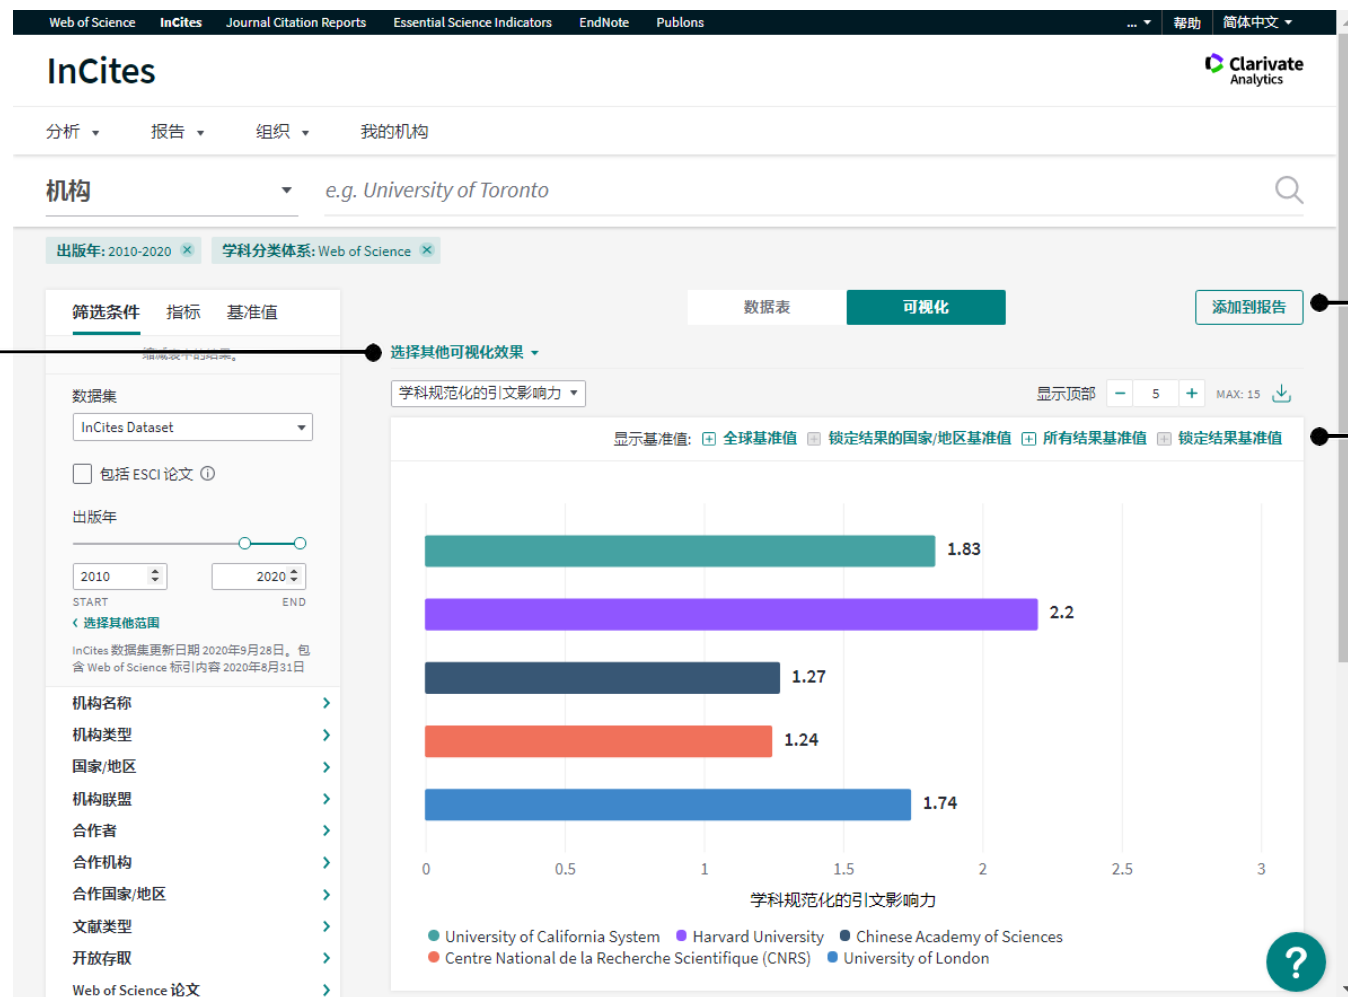 Web of Science InCites Journal Citation Reports Essential Science Indicators EndNote Publons ... 帮助 简体中文
InCites
Clarivate
Analytics
分析 报告 组织 我的机构
机构 e.g. University of Toronto
出版年: 2010-2020 学科分类体系: Web of Science
筛选条件 指标 基准值
数据表 可视化 添加到报告
缩减表中的结果。
选择其他可视化效果
数据集
学科规范化的引文影响力 显示顶部 − 5 + MAX: 15
InCites Dataset
显示基准值: 全球基准值 锁定结果的国家/地区基准值 所有结果基准值 锁定结果基准值
包括 ESCI 论文
出版年
2010 2020
START END
选择其他范围
InCites 数据集更新日期 2020年9月28日。包
含 Web of Science 标引内容 2020年8月31日
机构名称
机构类型
国家/地区
机构联盟
合作者
合作机构
合作国家/地区
文献类型
开放存取
Web of Science 论文
1.83
2.2
1.27
1.24
1.74
0 0.5 1 1.5 2 2.5 3
学科规范化的引文影响力
University of California System Harvard University Chinese Academy of Sciences
Centre National de la Recherche Scientifique (CNRS) University of London
?